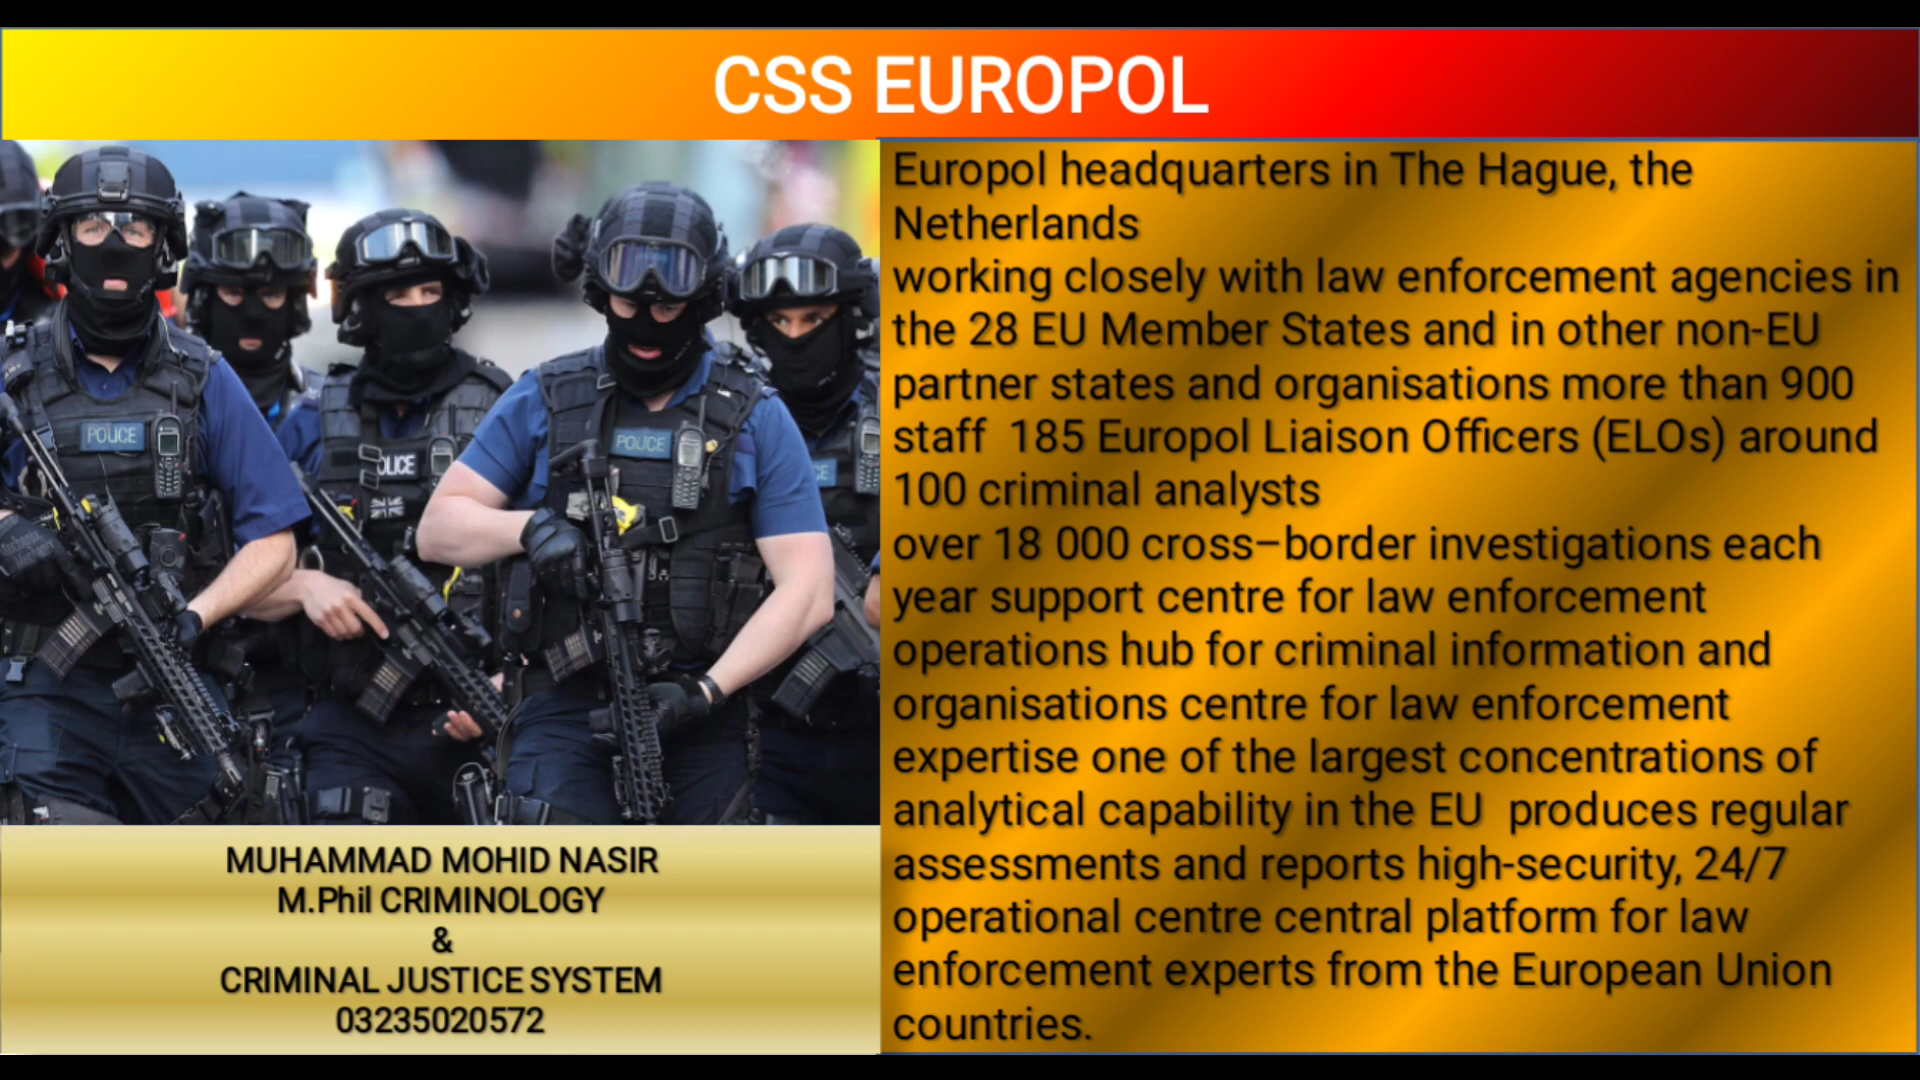 CSS EUROPOL
POLICE
OLICE
POLICE
CE
Europol headquarters in The Hague, the
Netherlands
working closely with law enforcement agencies in
the 28 EU Member States and in other non-EU
partner states and organisations more than 900
staff  185 Europol Liaison Officers (ELOs) around
100 criminal analysts
over 18 000 cross–border investigations each
year support centre for law enforcement
operations hub for criminal information and
organisations centre for law enforcement
expertise one of the largest concentrations of
analytical capability in the EU  produces regular
assessments and reports high-security, 24/7
operational centre central platform for law
enforcement experts from the European Union
countries.
MUHAMMAD MOHID NASIR
M.Phil CRIMINOLOGY
&
CRIMINAL JUSTICE SYSTEM
03235020572